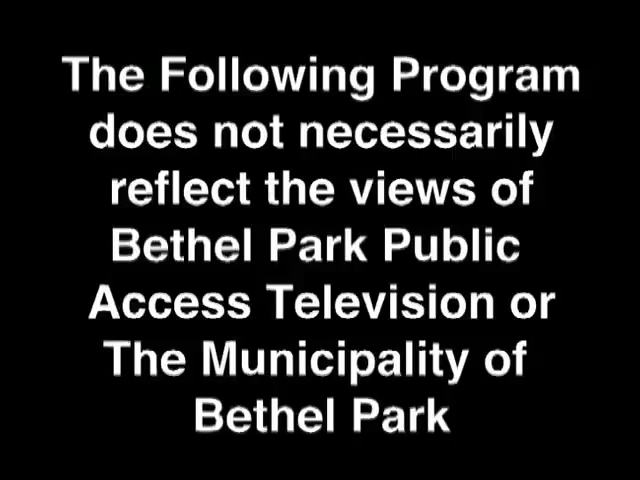 The Following Program
does not necessarily
reflect the views of
Bethel Park Public
Access Television or
The Municipality of
Bethel Park